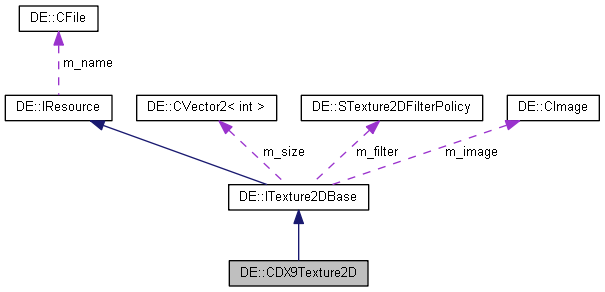 DE::CFile
m_name
DE::IResource
DE::CVector2< int >
DE::STexture2DFilterPolicy
DE::CImage
m_size
m_filter
m_image
DE::ITexture2DBase
DE::CDX9Texture2D